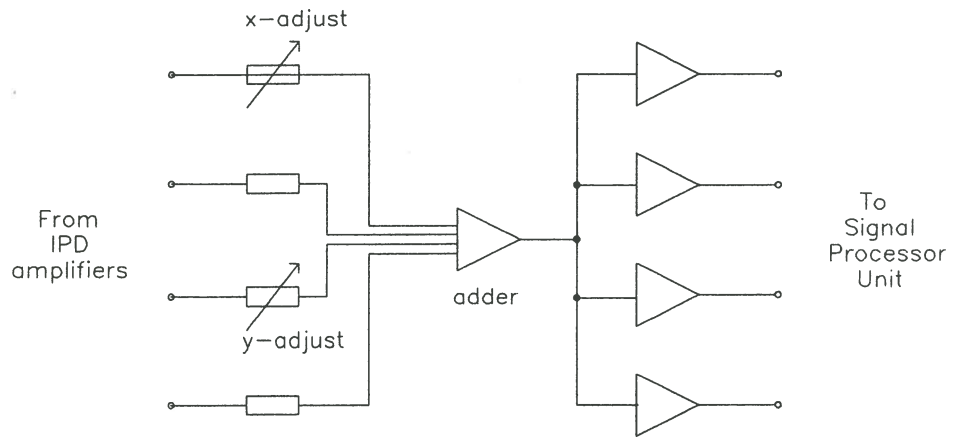 x-adjust
From
IPD
amplifiers
y-adjust
adder
To
Signal
Processor
Unit